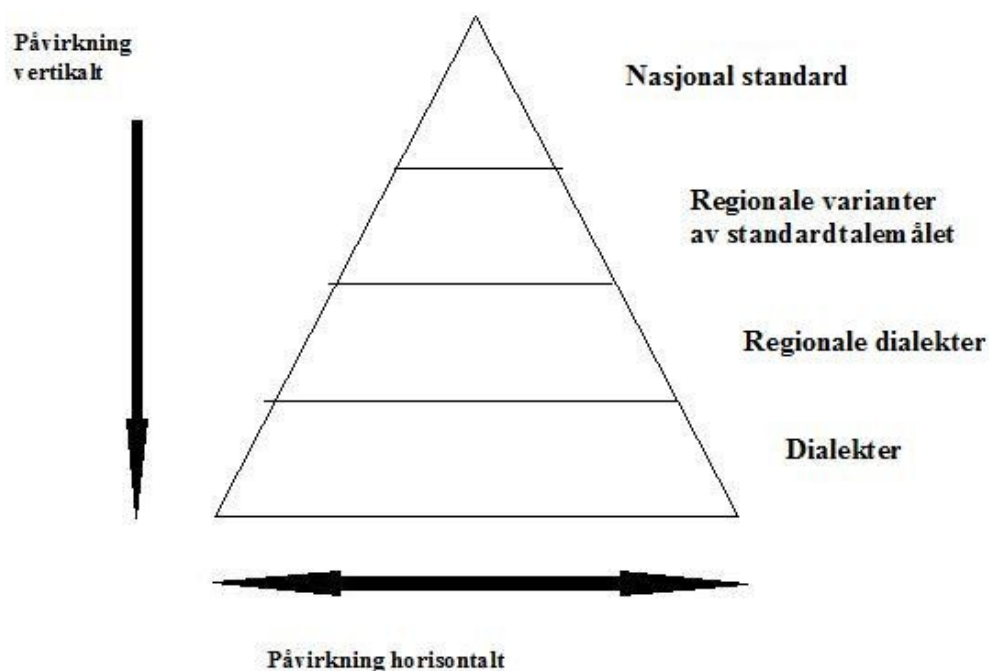 Påvirkning
vertikalt
Nasjonal standard
Regionale varianter
av standardtalemålet
Regionale dialekter
Dialekter
Påvirkning horisontalt